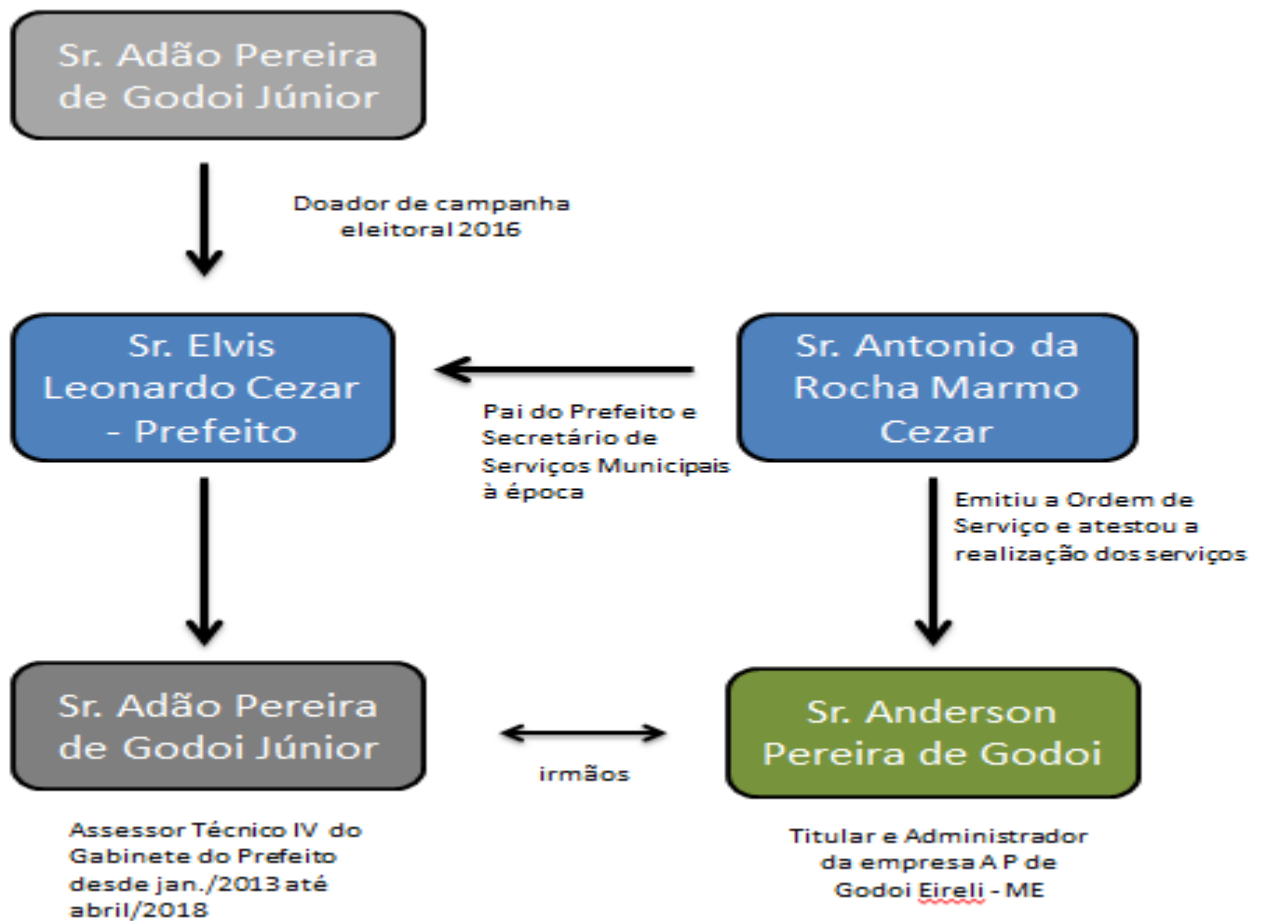 Sr. Adão Pereira
de Godoi Júnior
Doador de campanha
eleitoral 2016
Sr. Elvis
Leonardo Cezar
- Prefeito
Sr. Antonio da
Rocha Marmo
Cezar
Pai do Prefeito e
Secretário de
Serviços Municipais
à época
Emitiu a Ordem de
Serviço e atestou a
realização dos serviços
Sr. Adão Pereira
de Godoi Júnior
irmãos
Sr. Anderson
Pereira de Godoi
Assessor Técnico IV do
Gabinete do Prefeito
desde jan./2013 até
abril/2018
Titular e Administrador
da empresa A P de
Godoi Eireli - ME